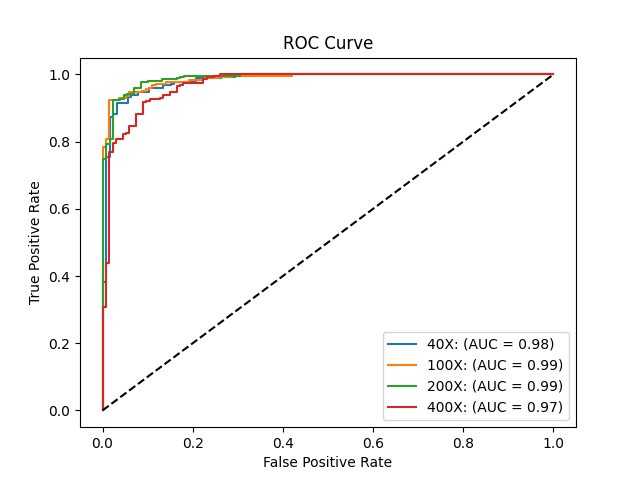 ROC Curve
True Positive Rate
1.0
0.8
0.6
0.4
0.2
0.0
40X: (AUC = 0.98)
100X: (AUC = 0.99)
200X: (AUC = 0.99)
400X: (AUC = 0.97)
0.0 0.2 0.4 0.6 0.8 1.0
False Positive Rate